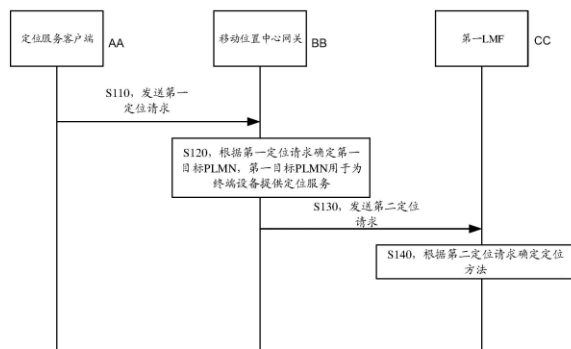 定位服务客户端
AA
移动位置中心网关
BB
第一LMF
CC
S110，发送第一
定位请求
S120，根据第一定位请求确定第一
目标PLMN，第一目标PLMN用于为
终端设备提供定位服务
S130，发送第二定位
请求
S140，根据第二定位请求确定定位
方法